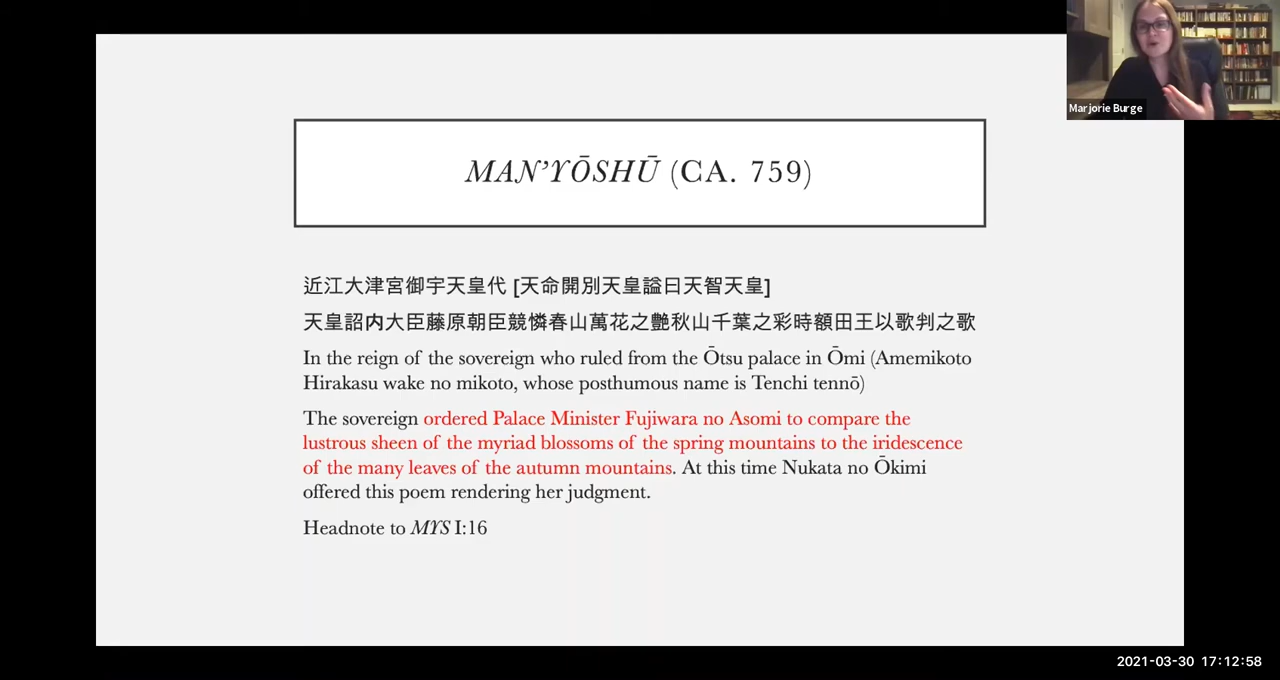 Marjorie Burge
MAN’YŌSHŪ (CA. 759)
近江大津宮御宇天皇代 [天命開別天皇諡曰天智天皇]
天皇詔内大臣藤原朝臣競憐春山萬花之艶秋山千葉之彩時額田王以歌判之歌
In the reign of the sovereign who ruled from the Ōtsu palace in Ōmi (Amemikoto
Hirakasu wake no mikoto, whose posthumous name is Tenchi tennō)
The sovereign ordered Palace Minister Fujiwara no Asomi to compare the
lustrous sheen of the myriad blossoms of the spring mountains to the iridescence
of the many leaves of the autumn mountains. At this time Nukata no Ōkimi
offered this poem rendering her judgment.
Headnote to MYS I:16
2021-03-30 17:12:58